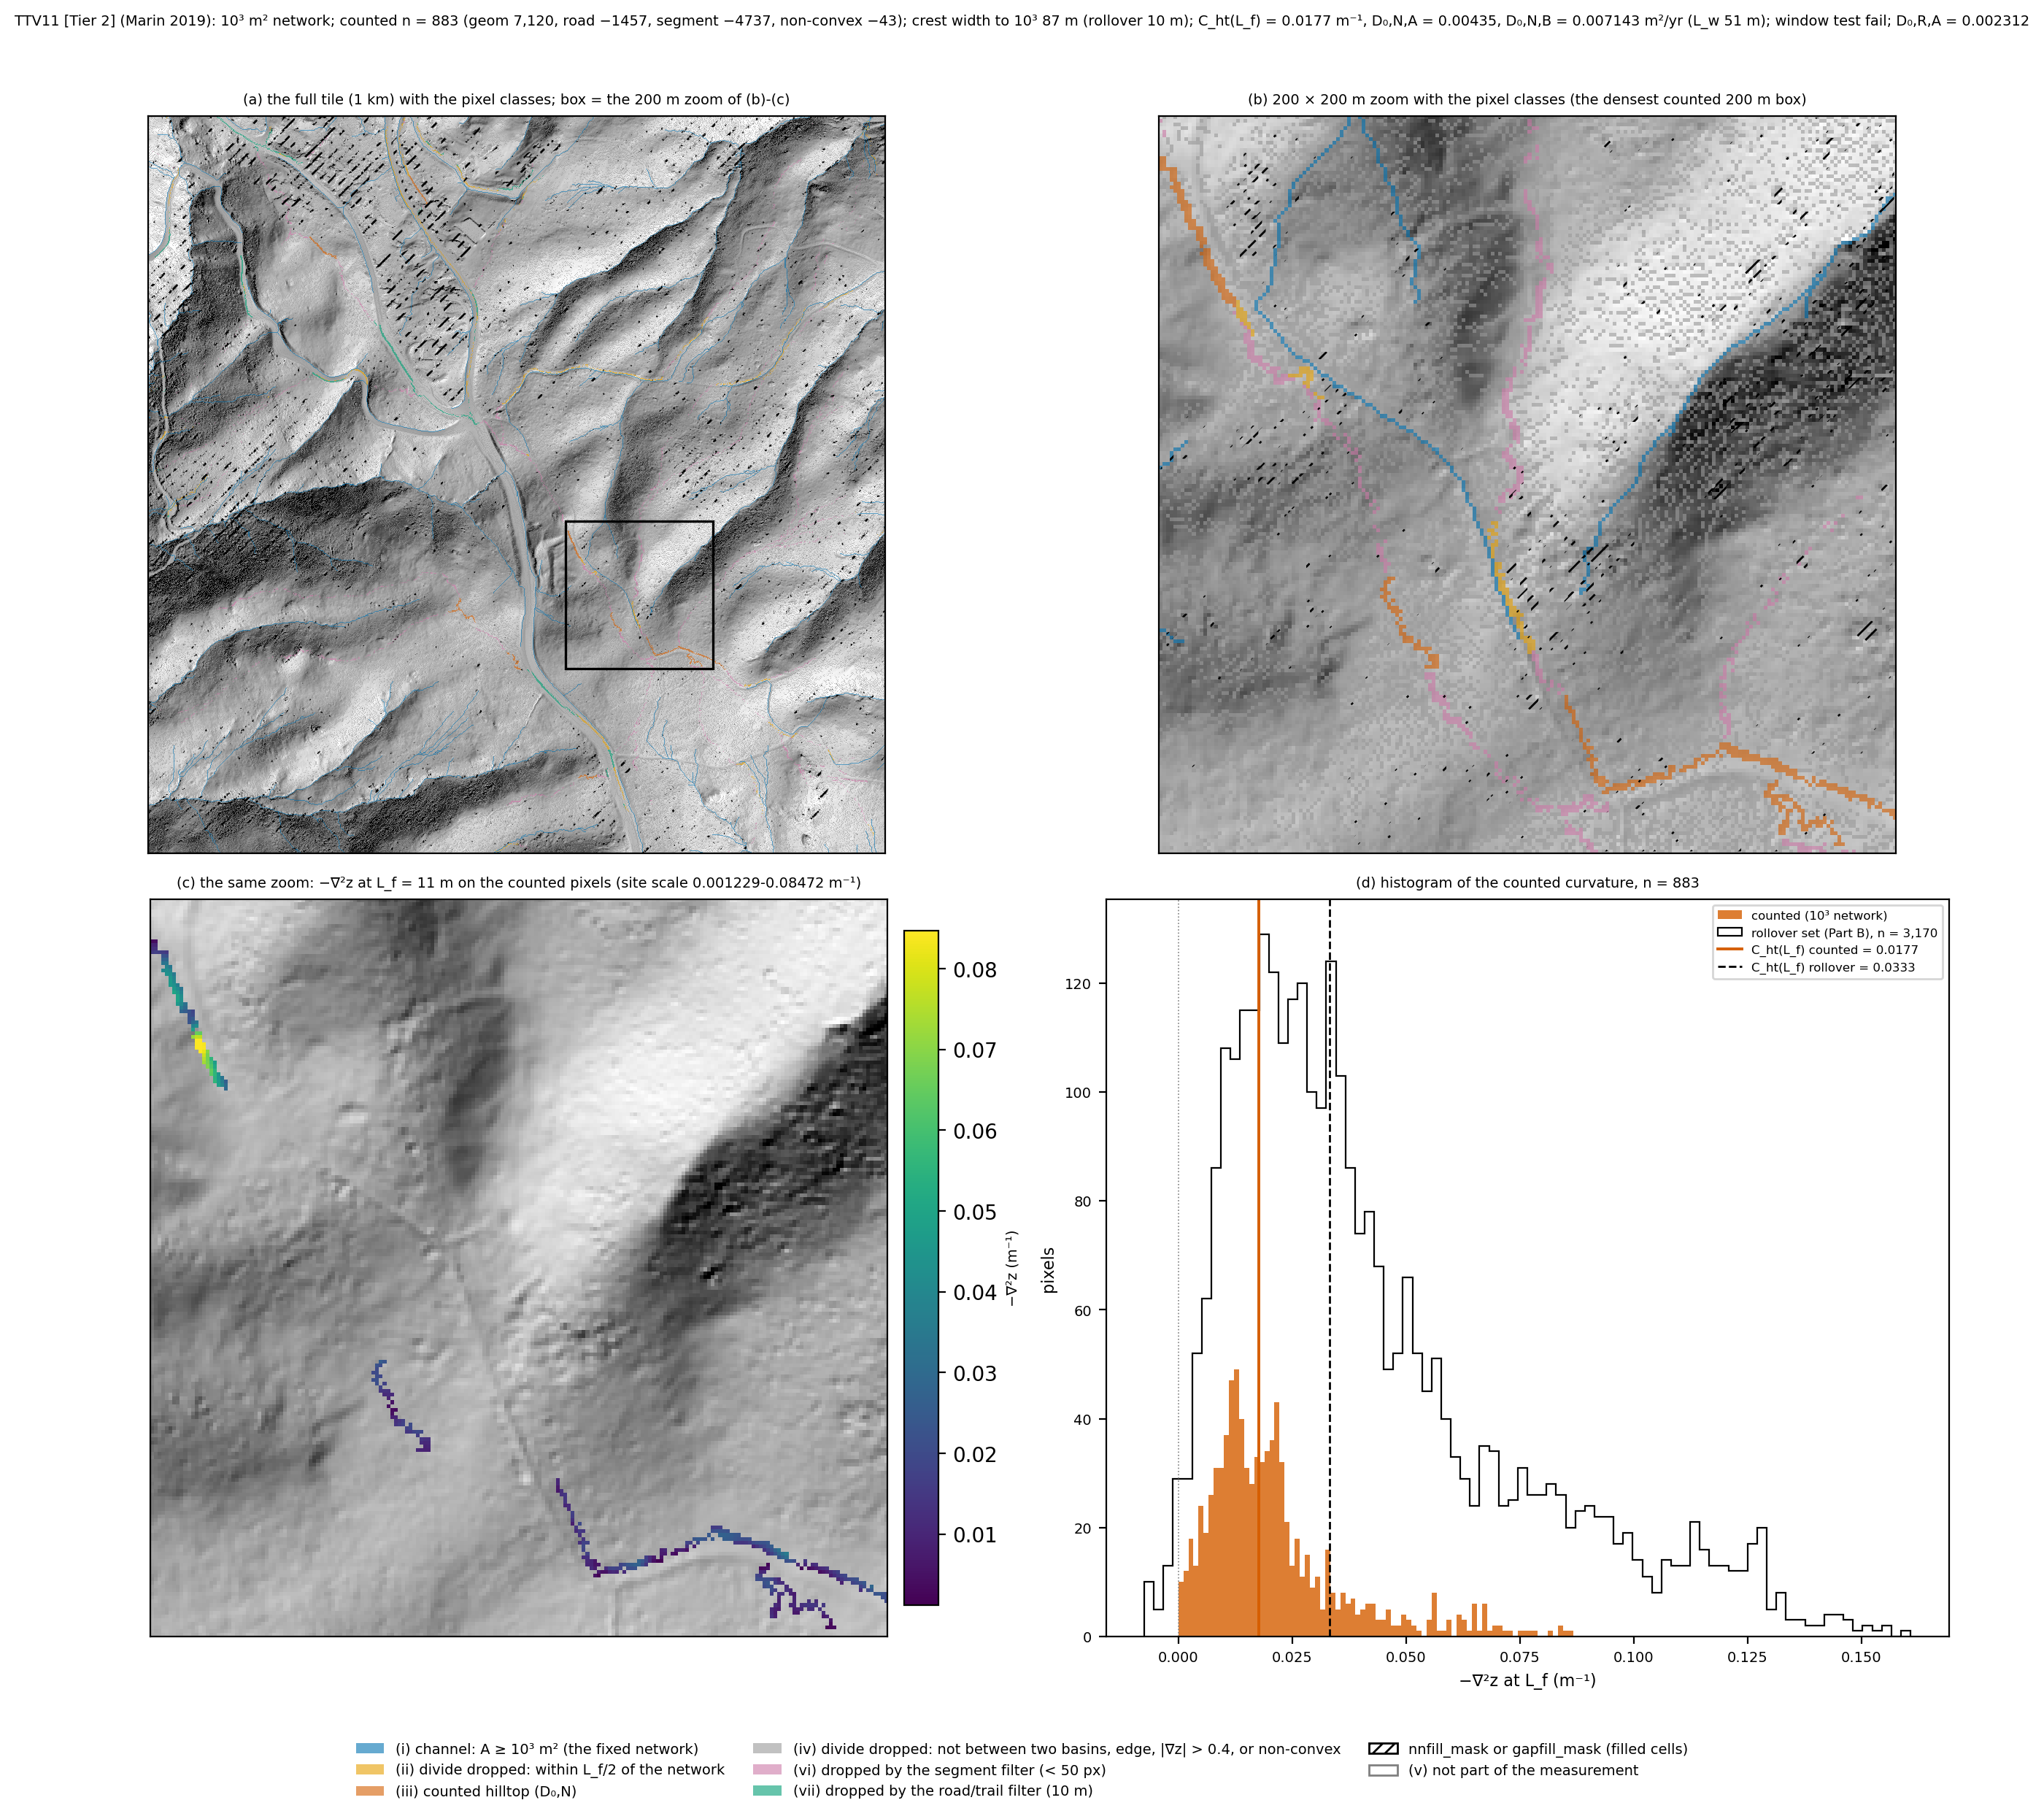 TTV11 [Tier 2] (Marin 2019): 10³ m² network; counted n = 883 (geom 7,120, road −1457, segment −4737, non-convex −43); crest width to 10³ 87 m (rollover 10 m); C_ht(L_f) = 0.0177 m⁻¹, D₀,N,A = 0.00435, D₀,N,B = 0.007143 m²/yr (L_w 51 m); window test fail; D₀,R,A = 0.002312
(a) the full tile (1 km) with the pixel classes; box = the 200 m zoom of (b)-(c)
(b) 200 × 200 m zoom with the pixel classes (the densest counted 200 m box)
(c) the same zoom: −∇²z at L_f = 11 m on the counted pixels (site scale 0.001229-0.08472 m⁻¹)
0.08
0.07
0.06
0.05
0.04
0.03
0.02
0.01
−∇²z (m⁻¹)
(d) histogram of the counted curvature, n = 883
counted (10³ network)
rollover set (Part B), n = 3,170
C_ht(L_f) counted = 0.0177
C_ht(L_f) rollover = 0.0333
pixels
120
100
80
60
40
20
0
0.000
0.025
0.050
0.075
0.100
0.125
0.150
−∇²z at L_f (m⁻¹)
(i) channel: A ≥ 10³ m² (the fixed network)
(ii) divide dropped: within L_f/2 of the network
(iii) counted hilltop (D₀,N)
(iv) divide dropped: not between two basins, edge, |∇z| > 0.4, or non-convex
(vi) dropped by the segment filter (< 50 px)
(vii) dropped by the road/trail filter (10 m)
nnfill_mask or gapfill_mask (filled cells)
(v) not part of the measurement